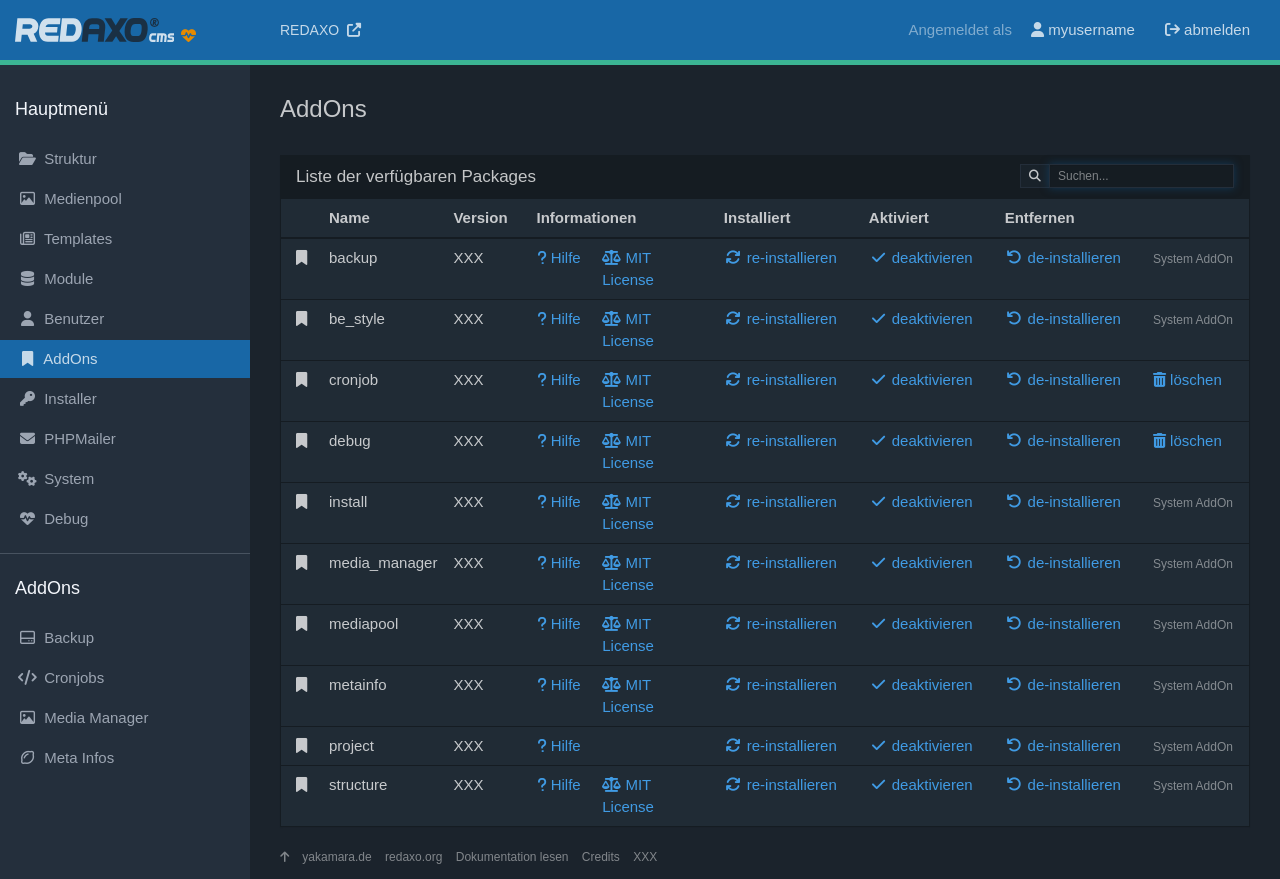 REDAXO® cms
REDAXO
Angemeldet als myusername abmelden
Hauptmenü
Struktur
Medienpool
Templates
Module
Benutzer
AddOns
Installer
PHPMailer
System
Debug
AddOns
Backup
Cronjobs
Media Manager
Meta Infos
AddOns
Liste der verfügbaren Packages
Suchen...
Name Version Informationen Installiert Aktiviert Entfernen
backup XXX Hilfe MIT License re-installieren deaktivieren de-installieren System AddOn
be_style XXX Hilfe MIT License re-installieren deaktivieren de-installieren System AddOn
cronjob XXX Hilfe MIT License re-installieren deaktivieren de-installieren löschen
debug XXX Hilfe MIT License re-installieren deaktivieren de-installieren löschen
install XXX Hilfe MIT License re-installieren deaktivieren de-installieren System AddOn
media_manager XXX Hilfe MIT License re-installieren deaktivieren de-installieren System AddOn
mediapool XXX Hilfe MIT License re-installieren deaktivieren de-installieren System AddOn
metainfo XXX Hilfe MIT License re-installieren deaktivieren de-installieren System AddOn
project XXX Hilfe re-installieren deaktivieren de-installieren System AddOn
structure XXX Hilfe MIT License re-installieren deaktivieren de-installieren System AddOn
yakamara.de redaxo.org Dokumentation lesen Credits XXX